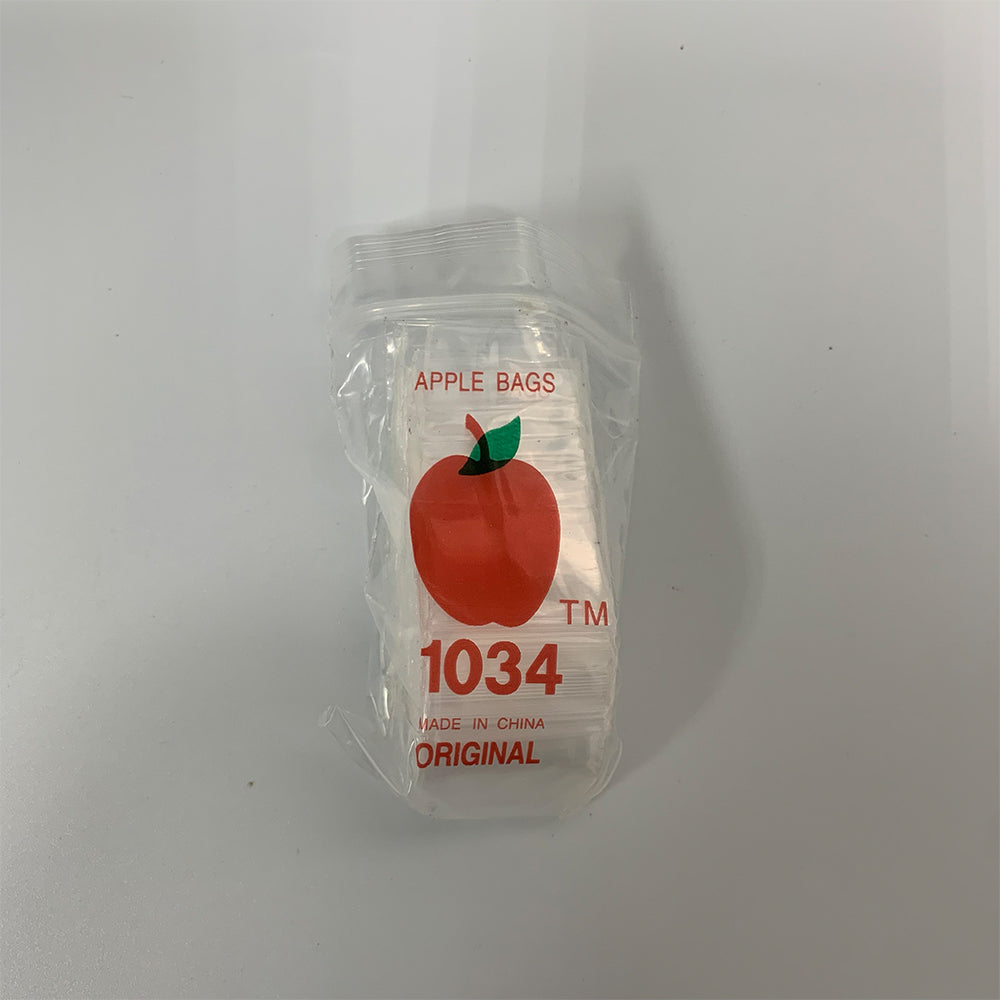 APPLE BAGS
TM
1034
MADE IN CHINA
ORIGINAL